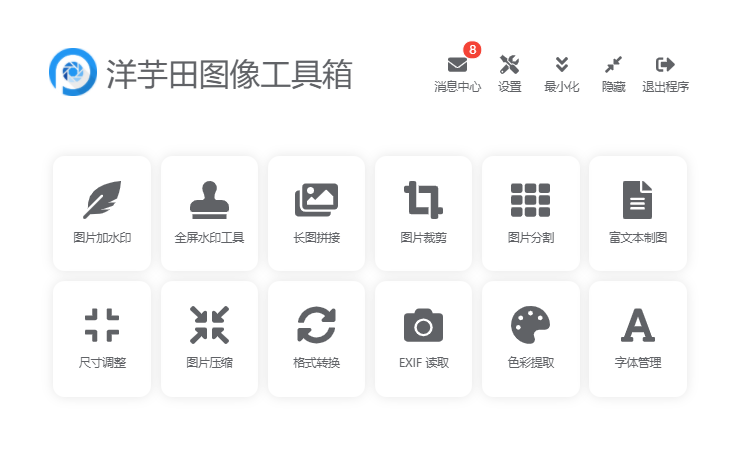 洋芋田图像工具箱
8
消息中心 设置 最小化 隐藏 退出程序
图片加水印 全屏水印工具 长图拼接 图片裁剪 图片分割 富文本制图
尺寸调整 图片压缩 格式转换 EXIF 读取 色彩提取 字体管理